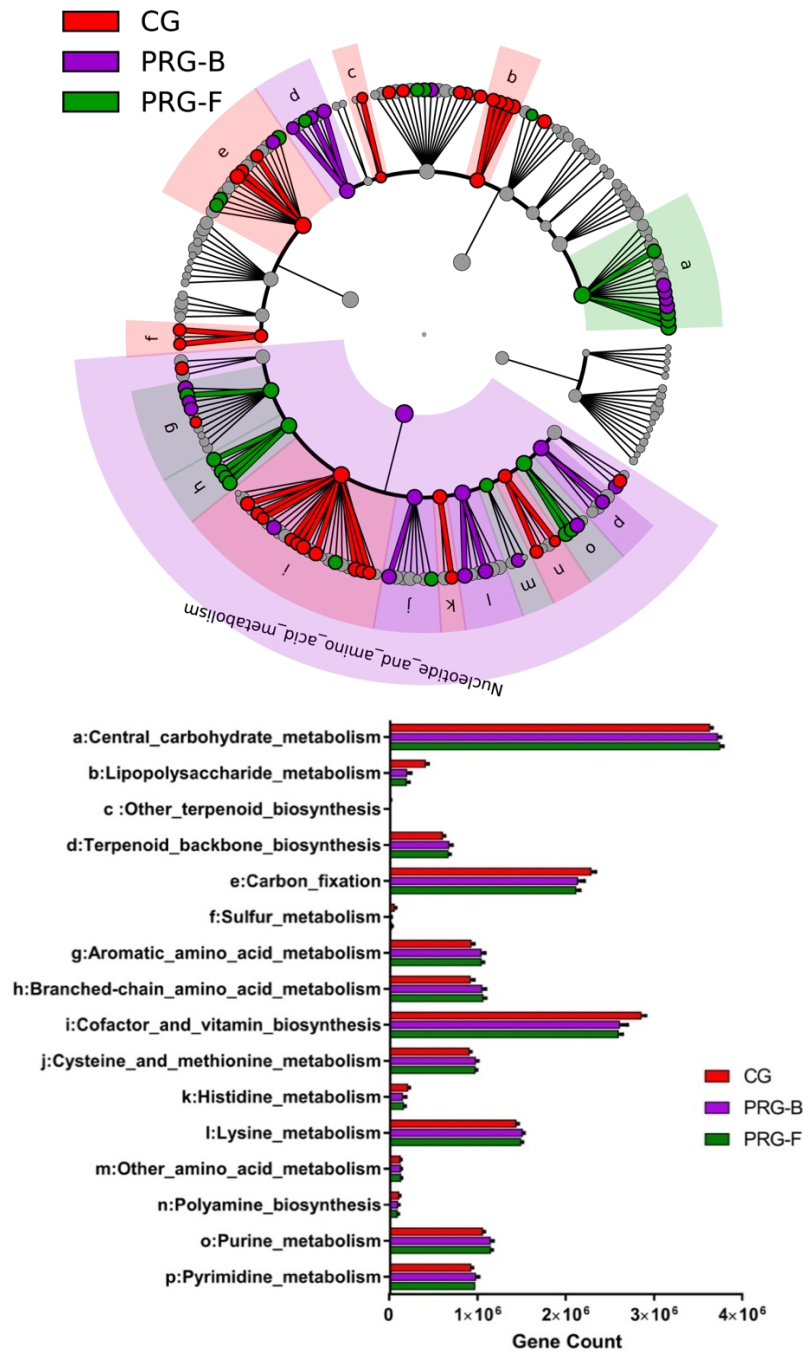 CG
PRG-B
PRG-F
a
b
c
d
e
f
g
h
i
j
k
l
m
n
o
p
Nucleotide_and_amino_acid_metabolism
a:Central_carbohydrate_metabolism
b:Lipopolysaccharide_metabolism
c :Other_terpenoid_biosynthesis
d:Terpenoid_backbone_biosynthesis
e:Carbon_fixation
f:Sulfur_metabolism
g:Aromatic_amino_acid_metabolism
h:Branched-chain_amino_acid_metabolism
i:Cofactor_and_vitamin_biosynthesis
j:Cysteine_and_methionine_metabolism
k:Histidine_metabolism
l:Lysine_metabolism
m:Other_amino_acid_metabolism
n:Polyamine_biosynthesis
o:Purine_metabolism
p:Pyrimidine_metabolism
CG
PRG-B
PRG-F
0 1×10⁶ 2×10⁶ 3×10⁶ 4×10⁶
Gene Count